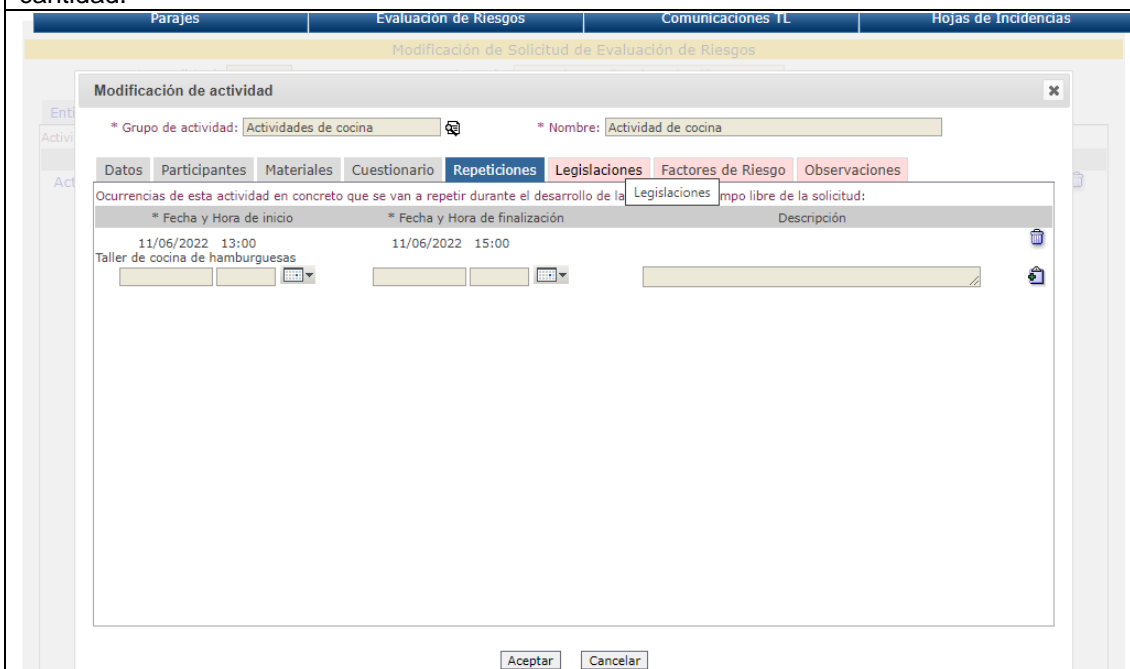 cantidad.
Parajes Evaluación de Riesgos Comunicaciones TL Hojas de Incidencias
Modificación de Solicitud de Evaluación de Riesgos
Modificación de actividad
Enti
* Grupo de actividad: Actividades de cocina * Nombre: Actividad de cocina
Activi
Datos Participantes Materiales Cuestionario Repeticiones Legislaciones Factores de Riesgo Observaciones
Act
Ocurrencias de esta actividad en concreto que se van a repetir durante el desarrollo de la mpo libre de la solicitud:
Legislaciones
* Fecha y Hora de inicio * Fecha y Hora de finalización Descripción
11/06/2022 13:00 11/06/2022 15:00
Taller de cocina de hamburguesas
Aceptar Cancelar